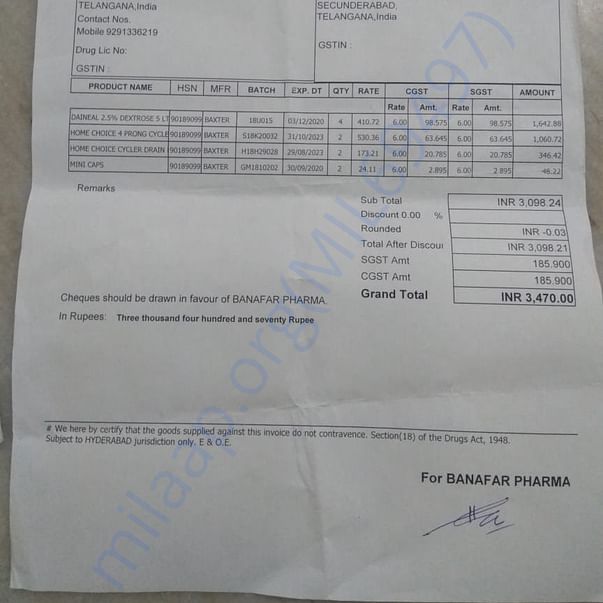 TELANGANA,India
Contact Nos.
Mobile 9291336219
Drug Lic No:
GSTIN :
SECUNDERABAD,
TELANGANA,India
GSTIN :
PRODUCT NAME HSN MFR BATCH EXP. DT QTY RATE CGST SGST AMOUNT
Rate Amt. Rate Amt.
DAINEAL 2.5% DEXTROSE 5 LT 90189099 BAXTER 18U015 03/12/2020 4 410.72 6.00 98.575 6.00 98.575 1,642.88
HOME CHOICE 4 PRONG CYCLE 90189099 BAXTER S18K20032 31/10/2023 2 530.36 6.00 63.645 6.00 63.645 1,060.72
HOME CHOICE CYCLER DRAIN 90189099 BAXTER H18H29028 29/08/2023 2 173.21 6.00 20.785 6.00 20.785 346.42
MINI CAPS 90189099 BAXTER GM1810202 30/09/2020 2 24.11 6.00 2.895 6.00 2.895 48.22
Remarks
Sub Total INR 3,098.24
Discount 0.00 %
Rounded INR -0.03
Total After Discou INR 3,098.21
SGST Amt 185.900
CGST Amt 185.900
Grand Total INR 3,470.00
Cheques should be drawn in favour of BANAFAR PHARMA.
In Rupees: Three thousand four hundred and seventy Rupee
# We here by certify that the goods supplied against this invoice do not contravence. Section(18) of the Drugs Act, 1948.
Subject to HYDERABAD jurisdiction only. E & O.E.
For BANAFAR PHARMA